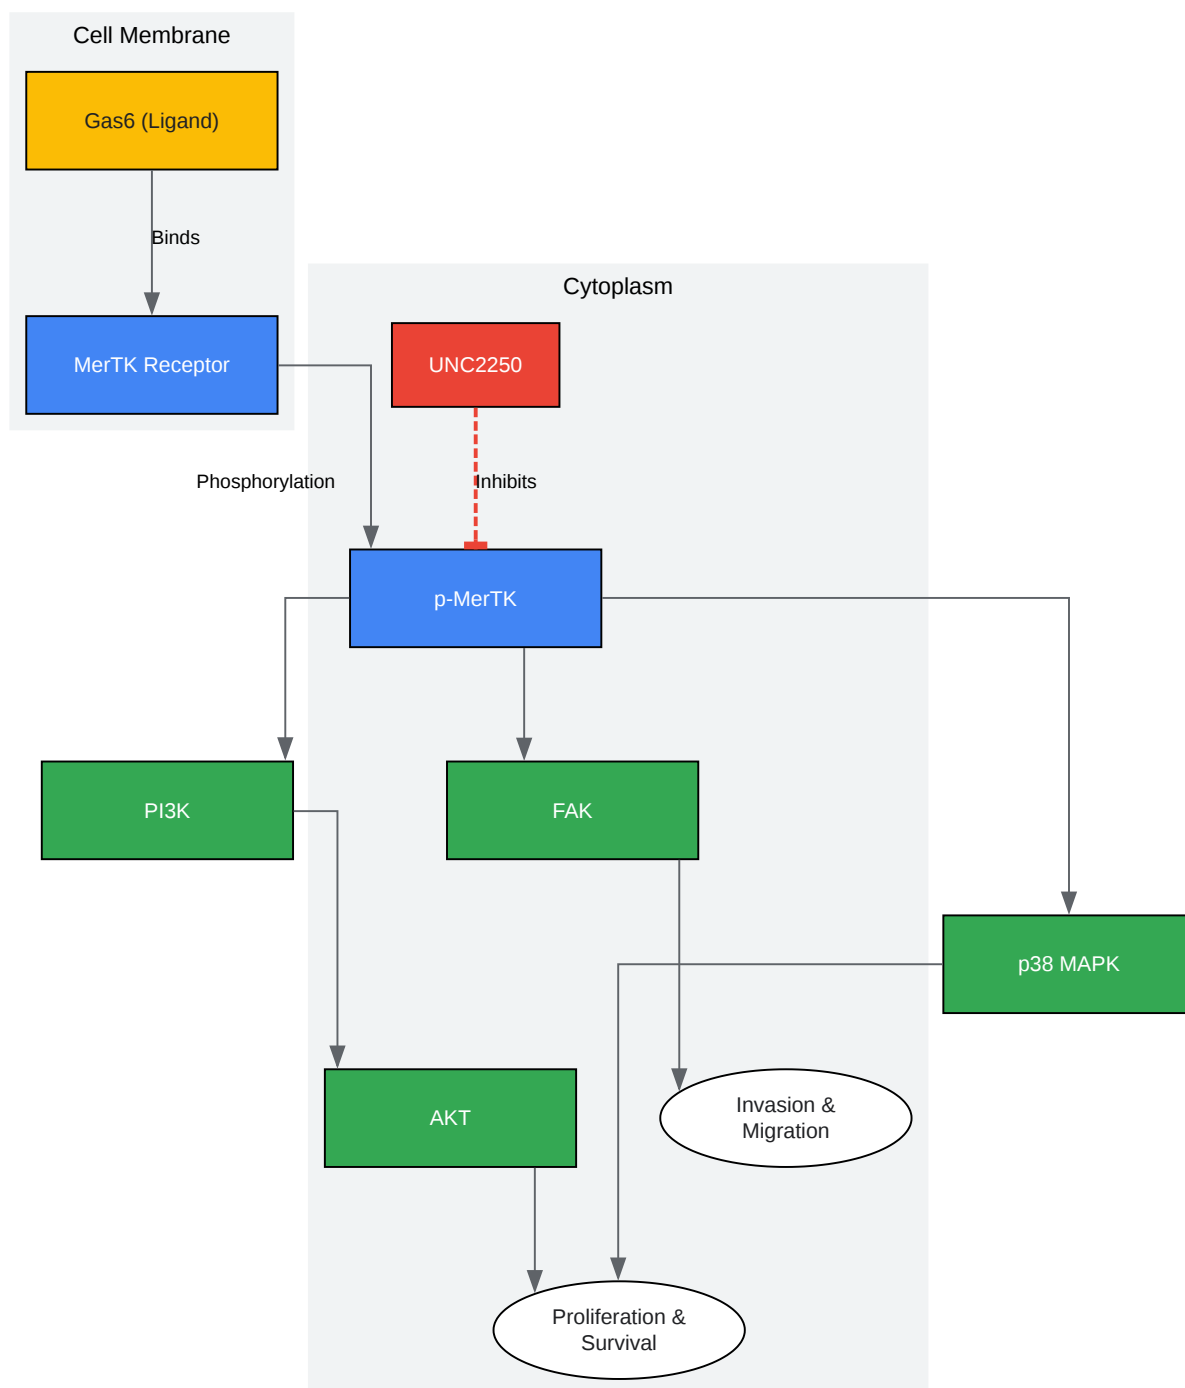 Cell Membrane
Gas6 (Ligand)
Binds
Cytoplasm
MerTK Receptor
UNC2250
Phosphorylation
Inhibits
p-MerTK
PI3K
FAK
p38 MAPK
AKT
Invasion &
Migration
Proliferation &
Survival